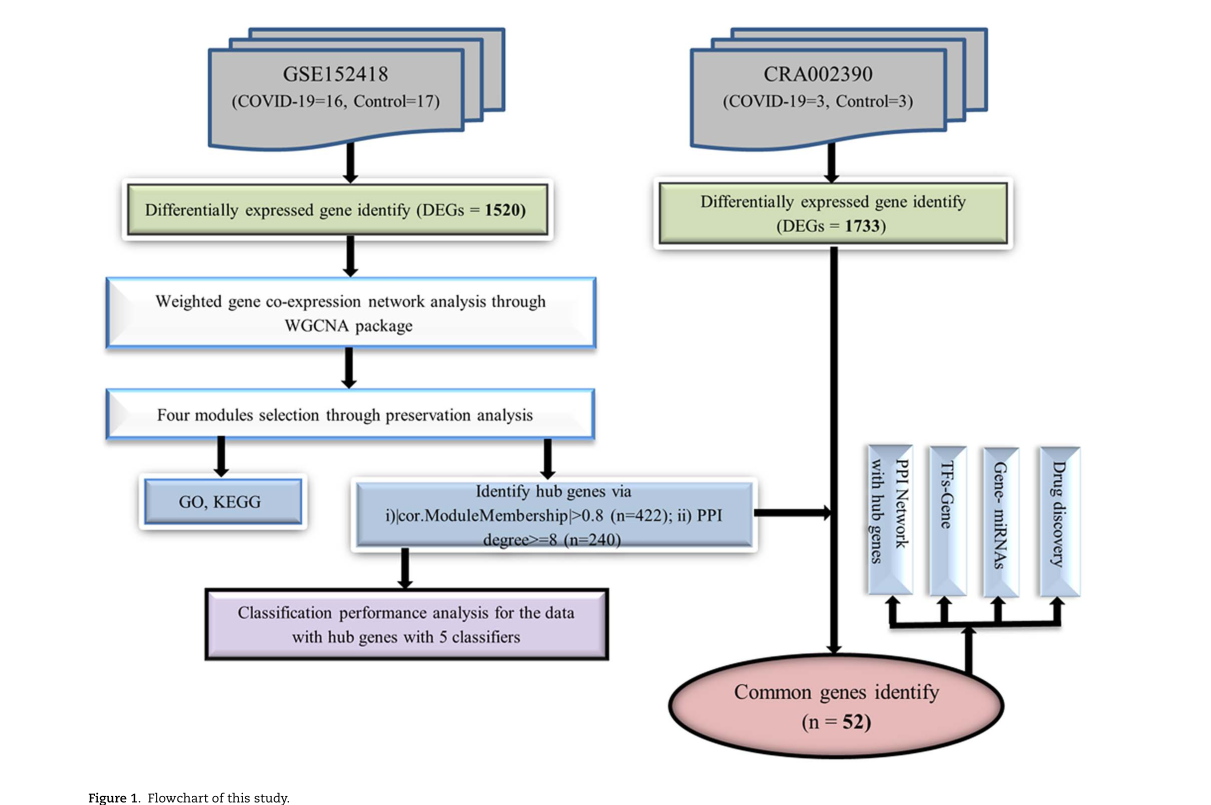 GSE152418
(COVID-19=16, Control=17)
CRA002390
(COVID-19=3, Control=3)
Differentially expressed gene identify (DEGs = 1520)
Differentially expressed gene identify
(DEGs = 1733)
Weighted gene co-expression network analysis through
WGCNA package
Four modules selection through preservation analysis
GO, KEGG
Identify hub genes via
i)|cor.ModuleMembership|>0.8 (n=422); ii) PPI
degree>=8 (n=240)
PPI Network
with hub genes
TFs-Gene
Gene- miRNAs
Drug discovery
Classification performance analysis for the data
with hub genes with 5 classifiers
Common genes identify
(n = 52)
Figure 1. Flowchart of this study.